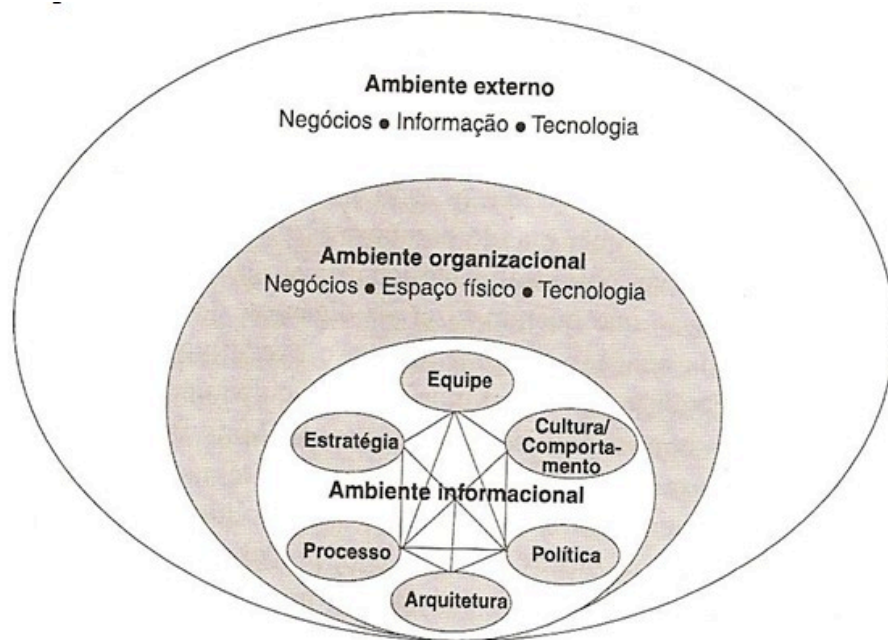 Ambiente externo
Negócios ● Informação ● Tecnologia
Ambiente organizacional
Negócios ● Espaço físico ● Tecnologia
Equipe
Estratégia
Cultura/
Comporta-
mento
Ambiente informacional
Processo
Política
Arquitetura